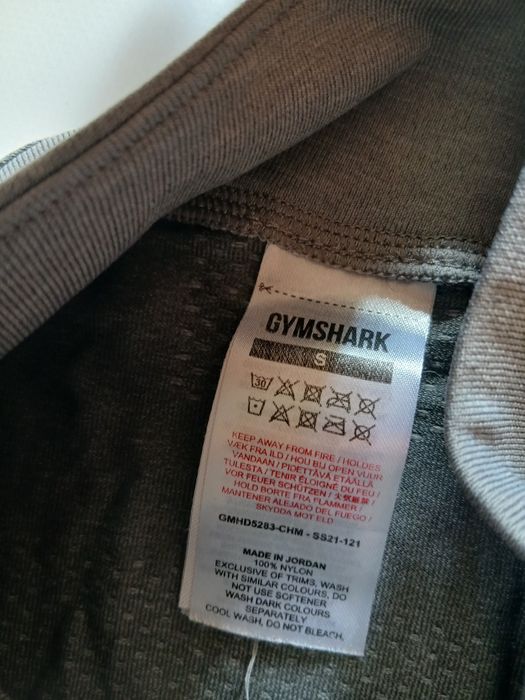 GYMSHARK
S
30
KEEP AWAY FROM FIRE / HOLDES
VÆK FRA ILD / HOU BIJ OPEN VUUR
VANDAAN / PIDETTÄVÄ ETÄÄLLÄ
TULESTA / TENIR ÉLOIGNÉ DU FEU /
VOR FEUER SCHÜTZEN / 火気厳禁 /
HOLD BORTE FRA FLAMMER /
MANTENER ALEJADO DEL FUEGO /
SKYDDA MOT ELD
GMHD5283-CHM - SS21-121
MADE IN JORDAN
100% NYLON
EXCLUSIVE OF TRIMS, WASH
WITH SIMILAR COLOURS, DO
NOT USE SOFTENER
WASH DARK COLOURS
SEPARATELY
COOL WASH, DO NOT BLEACH,